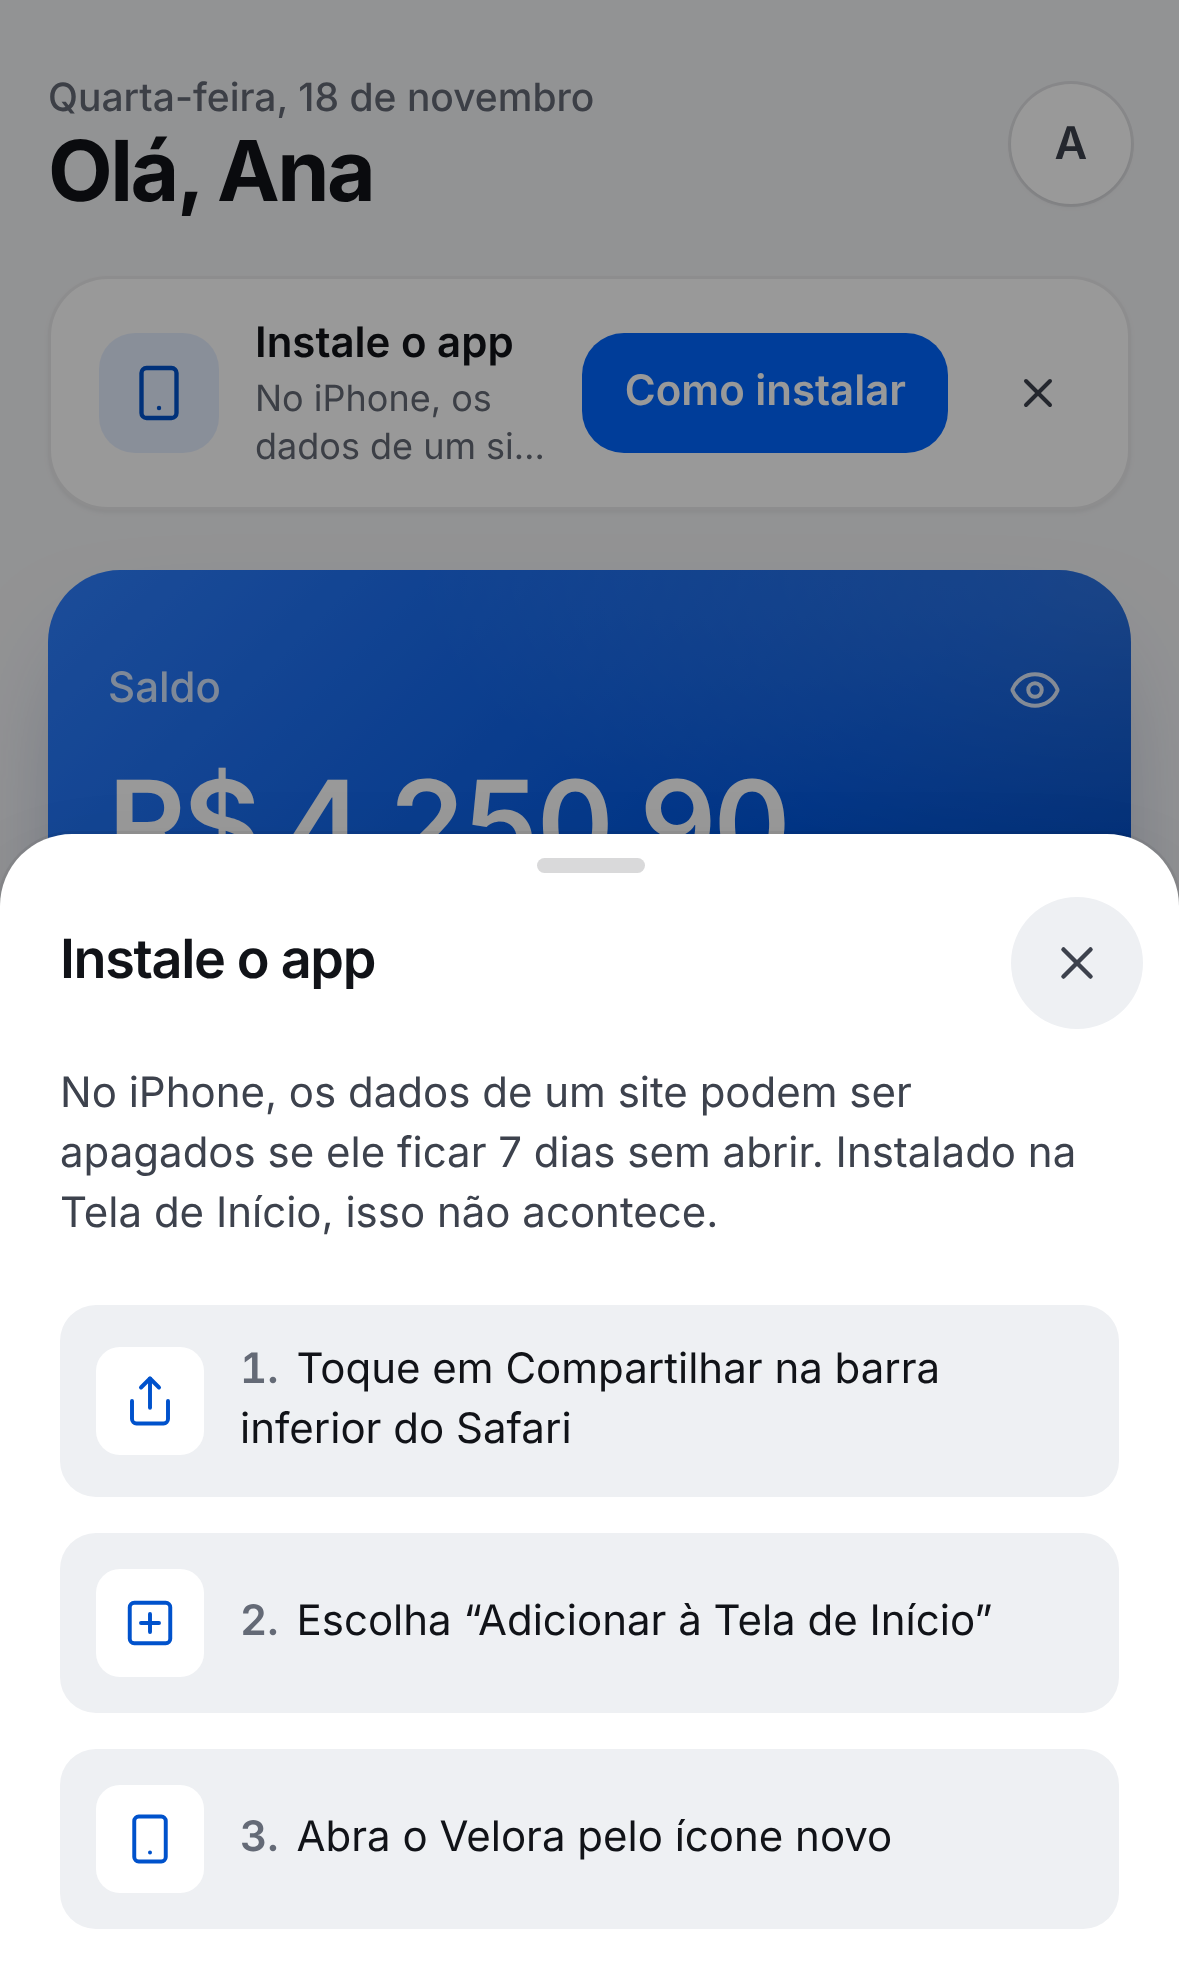 Quarta-feira, 18 de novembro
Olá, Ana
A
Instale o app
No iPhone, os
dados de um si...
Como instalar
Saldo
R$ 4.250,90
Instale o app
No iPhone, os dados de um site podem ser
apagados se ele ficar 7 dias sem abrir. Instalado na
Tela de Início, isso não acontece.
1. Toque em Compartilhar na barra
inferior do Safari
2. Escolha “Adicionar à Tela de Início”
3. Abra o Velora pelo ícone novo